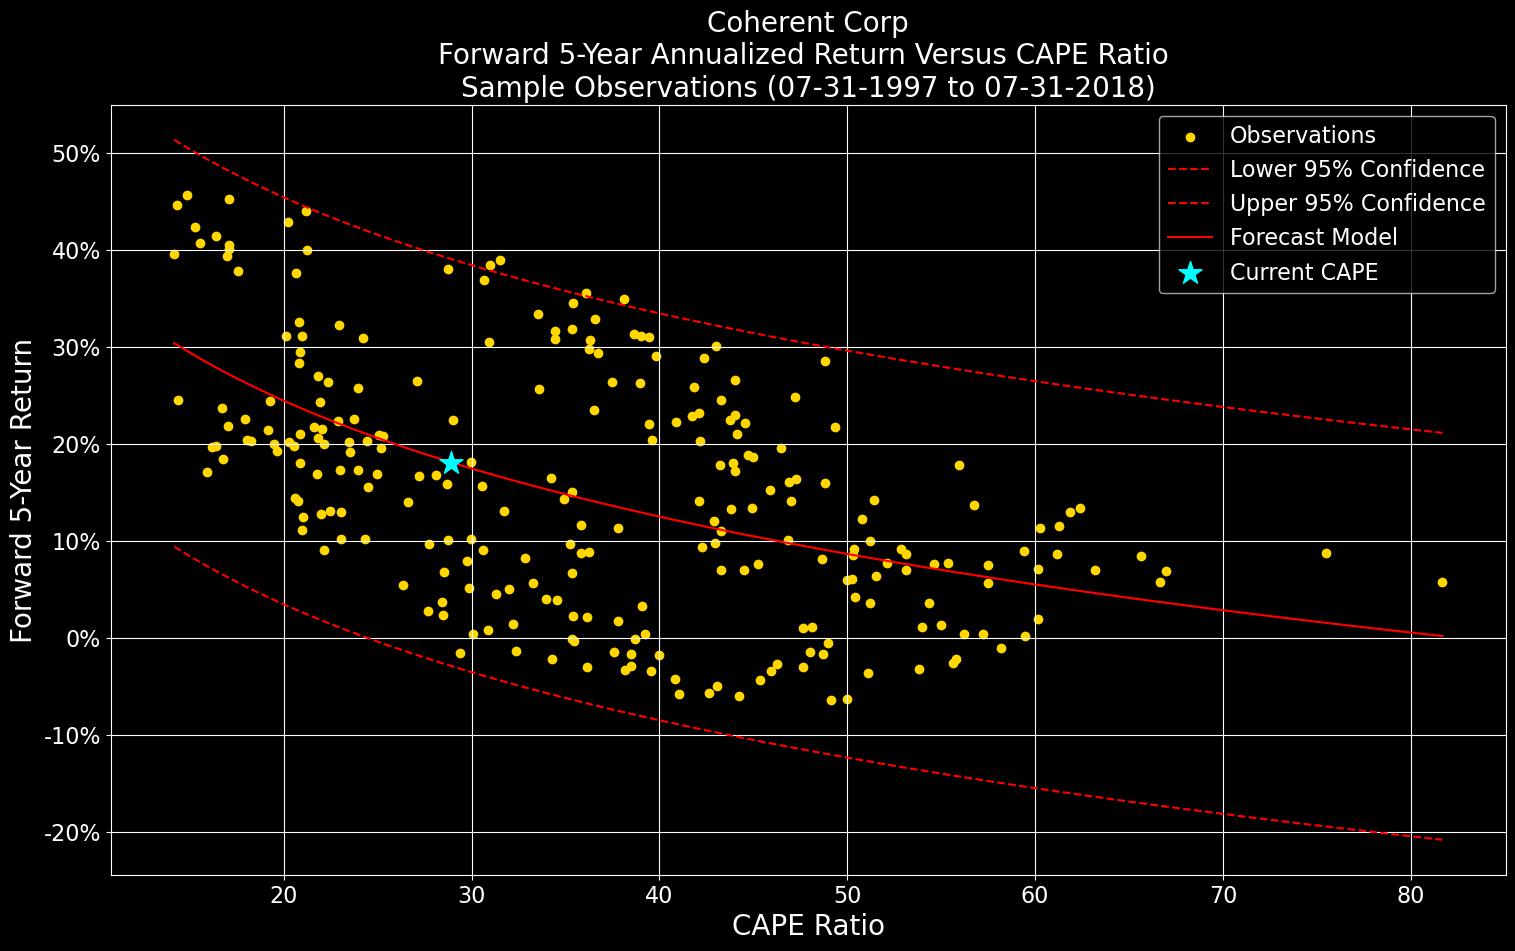 Coherent Corp
Forward 5-Year Annualized Return Versus CAPE Ratio
Sample Observations (07-31-1997 to 07-31-2018)
Observations
Lower 95% Confidence
Upper 95% Confidence
Forecast Model
Current CAPE
Forward 5-Year Return
50%
40%
30%
20%
10%
0%
-10%
-20%
20 30 40 50 60 70 80
CAPE Ratio